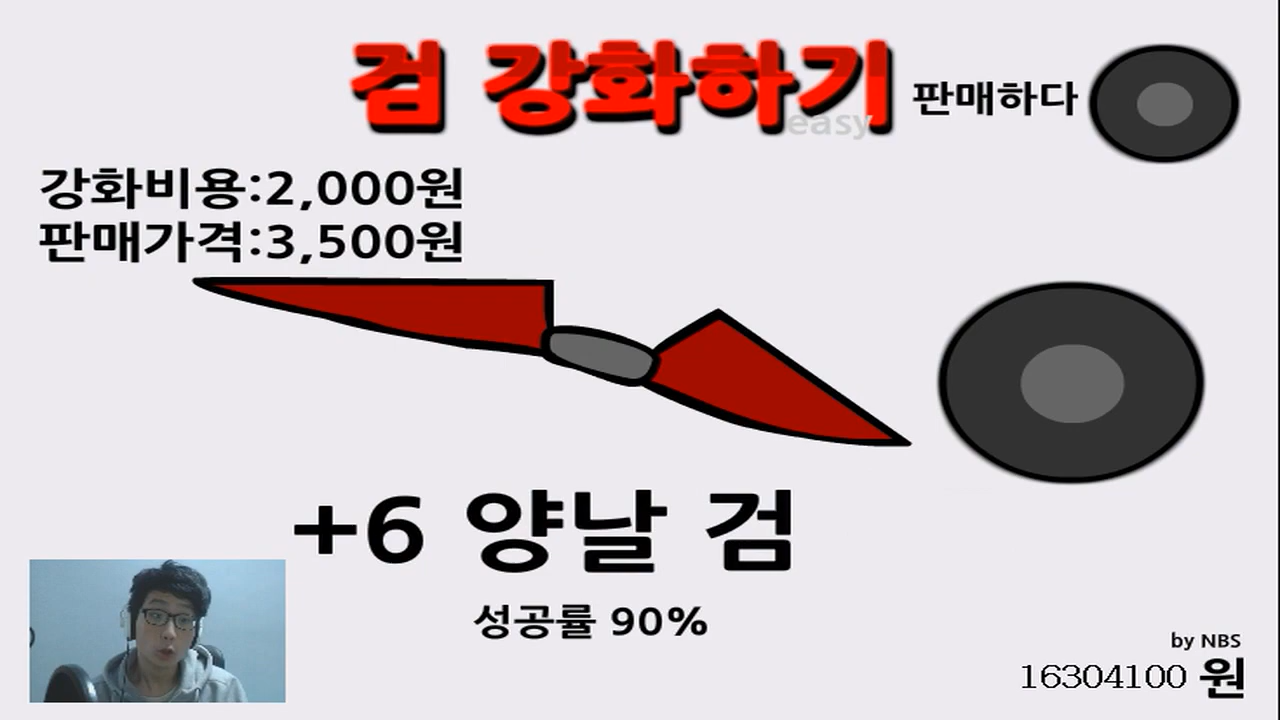 검 강화하기
easy
판매하다
강화비용:2,000원
판매가격:3,500원
+6 양날 검
성공률 90%
by NBS
16304100 원